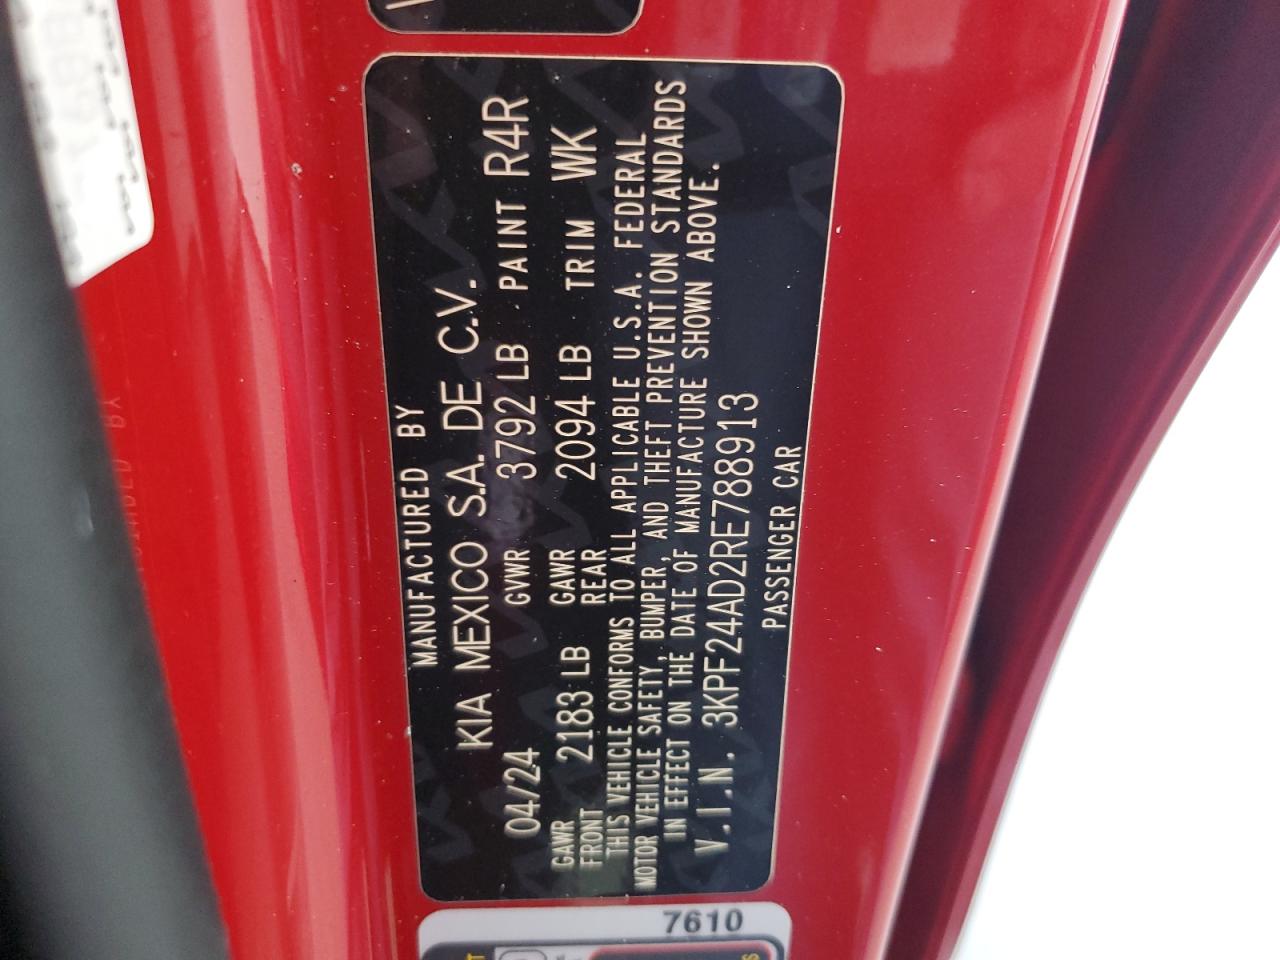 MANUFACTURED BY
KIA MEXICO S.A. DE C.V.
04/24 GVWR 3792 LB PAINT R4R
GAWR FRONT 2183 LB GAWR REAR 2094 LB TRIM WK
THIS VEHICLE CONFORMS TO ALL APPLICABLE U.S.A. FEDERAL
MOTOR VEHICLE SAFETY, BUMPER, AND THEFT PREVENTION STANDARDS
IN EFFECT ON THE DATE OF MANUFACTURE SHOWN ABOVE.
V.I.N. 3KPF24AD2RE788913
PASSENGER CAR
7610